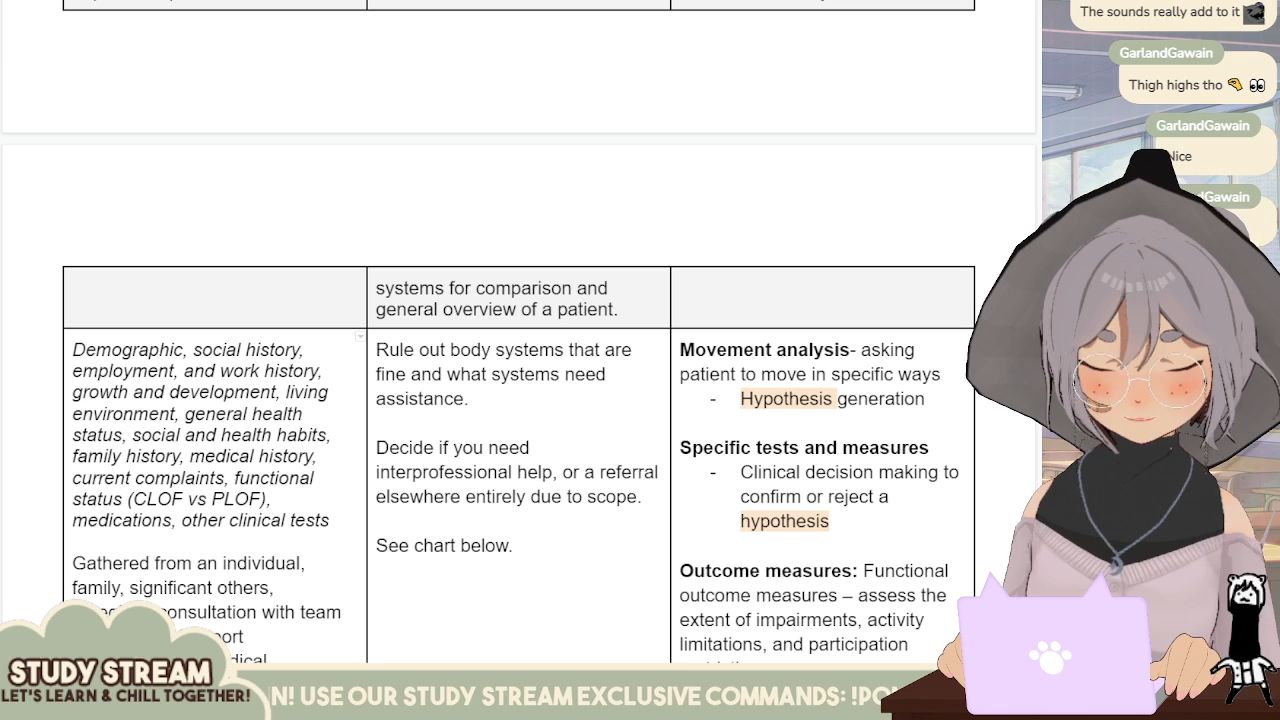 systems for comparison and
general overview of a patient.
Demographic, social history,
employment, and work history,
growth and development, living
environment, general health
status, social and health habits,
family history, medical history,
current complaints, functional
status (CLOF vs PLOF),
medications, other clinical tests
Gathered from an individual,
family, significant others,
consultation with team
Rule out body systems that are
fine and what systems need
assistance.
Decide if you need
interprofessional help, or a referral
elsewhere entirely due to scope.
See chart below.
Movement analysis- asking
patient to move in specific ways
- Hypothesis generation
Specific tests and measures
- Clinical decision making to
confirm or reject a
hypothesis
Outcome measures: Functional
outcome measures – assess the
extent of impairments, activity
limitations, and participation
The sounds really add to it
GarlandGawain
Thigh highs tho
GarlandGawain
Nice
STUDY STREAM
LET'S LEARN & CHILL TOGETHER!
N! USE OUR STUDY STREAM EXCLUSIVE COMMANDS: